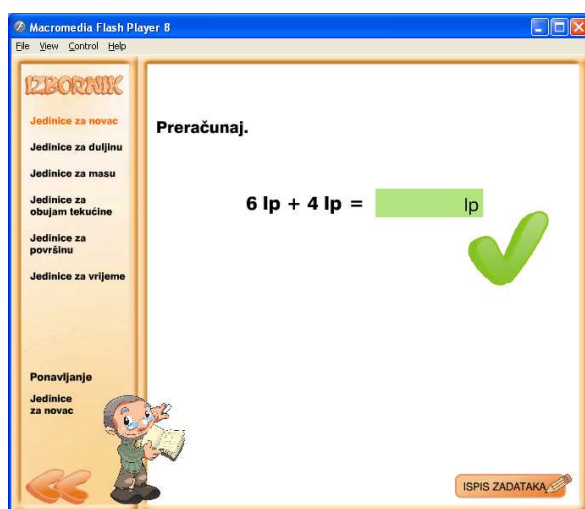 Macromedia Flash Player 8
File View Control Help
IZBORNIK
Jedinice za novac
Jedinice za duljinu
Jedinice za masu
Jedinice za
obujam tekućine
Jedinice za
površinu
Jedinice za vrijeme
Ponavljanje
Jedinice
za novac
Preračunaj.
6 lp + 4 lp = lp
ISPIS ZADATAKA